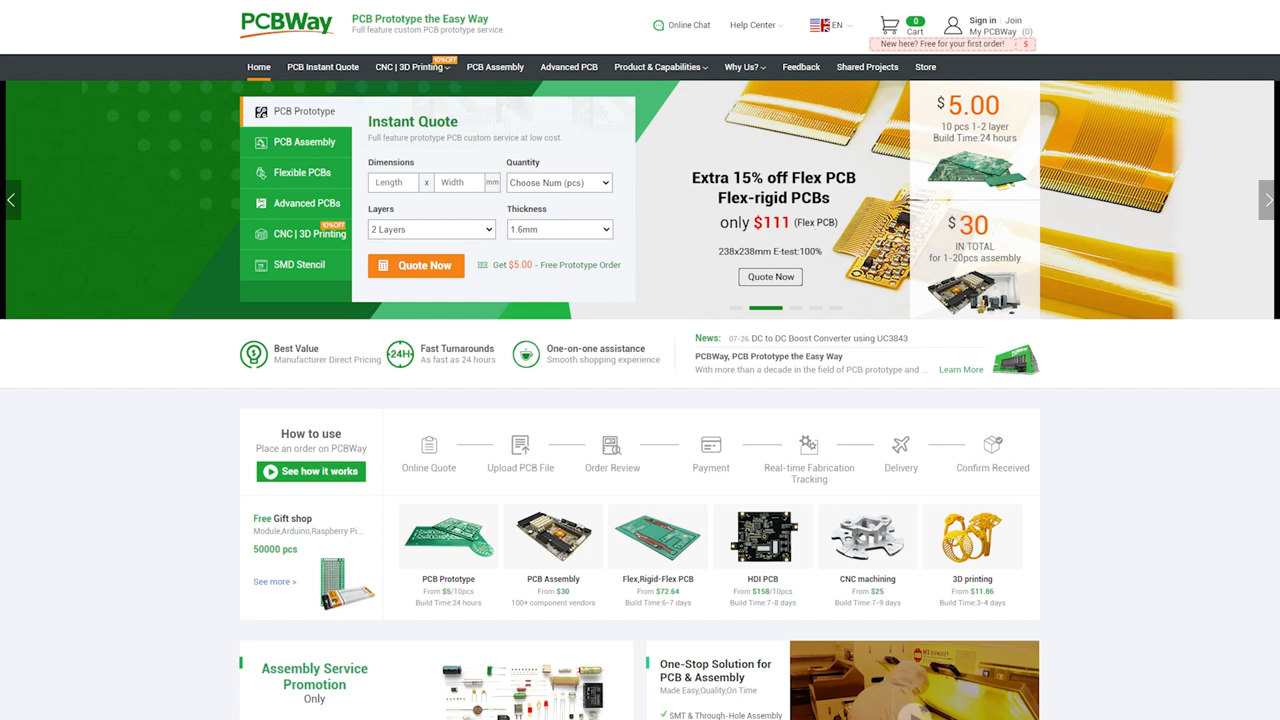 PCBWay
PCB Prototype the Easy Way
Full feature custom PCB prototype service.
Online Chat
Help Center
EN
0
Cart
Sign in | Join
My PCBWay (0)
New here? Free for your first order! $
Home
PCB Instant Quote
CNC | 3D Printing
10%OFF
PCB Assembly
Advanced PCB
Product & Capabilities
Why Us?
Feedback
Shared Projects
Store
PCB Prototype
PCB Assembly
Flexible PCBs
Advanced PCBs
10%OFF
CNC | 3D Printing
SMD Stencil
Instant Quote
Full feature prototype PCB custom service at low cost.
Dimensions
Quantity
Length x Width mm
Choose Num (pcs)
Layers
Thickness
2 Layers
1.6mm
Quote Now
Get $5.00 - Free Prototype Order
Extra 15% off Flex PCB
Flex-rigid PCBs
only $111 (Flex PCB)
238x238mm E-test:100%
Quote Now
$5.00
10 pcs 1-2 layer
Build Time:24 hours
$30
IN TOTAL
for 1-20pcs assembly
Best Value
Manufacturer Direct Pricing
24H
Fast Turnarounds
As fast as 24 hours
One-on-one assistance
Smooth shopping experience
News: 07-26 DC to DC Boost Converter using UC3843
PCBWay, PCB Prototype the Easy Way
With more than a decade in the field of PCB prototype and ... Learn More
How to use
Place an order on PCBWay
See how it works
Online Quote
Upload PCB File
Order Review
Payment
Real-time Fabrication
Tracking
Delivery
Confirm Received
Free Gift shop
Module,Arduino,Raspberry Pi...
50000 pcs
See more >
PCB Prototype
From $5/10pcs
Build Time:24 hours
PCB Assembly
From $30
100+ component vendors
Flex,Rigid-Flex PCB
From $72.64
Build Time:6-7 days
HDI PCB
From $158/10pcs
Build Time:7-8 days
CNC machining
From $25
Build Time:7-9 days
3D printing
From $11.86
Build Time:3-4 days
Assembly Service
Promotion
Only
One-Stop Solution for
PCB & Assembly
Made Easy,Quality,On Time
SMT & Through-Hole Assembly